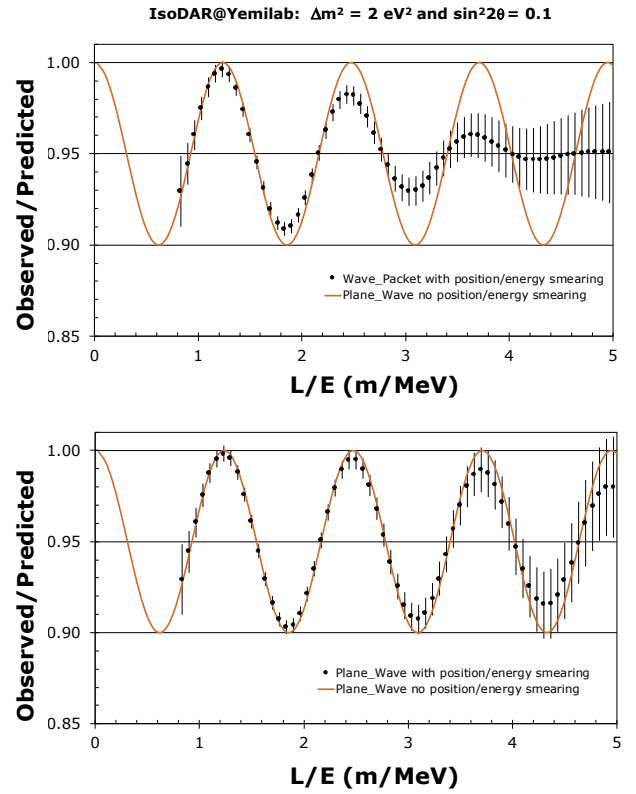 IsoDAR@Yemilab: Δm² = 2 eV² and sin²2θ = 0.1
Observed/Predicted
1.00
0.95
0.90
0.85
Wave_Packet with position/energy smearing
Plane_Wave no position/energy smearing
0 1 2 3 4 5
L/E (m/MeV)
Observed/Predicted
1.00
0.95
0.90
0.85
Plane_Wave with position/energy smearing
Plane_Wave no position/energy smearing
0 1 2 3 4 5
L/E (m/MeV)